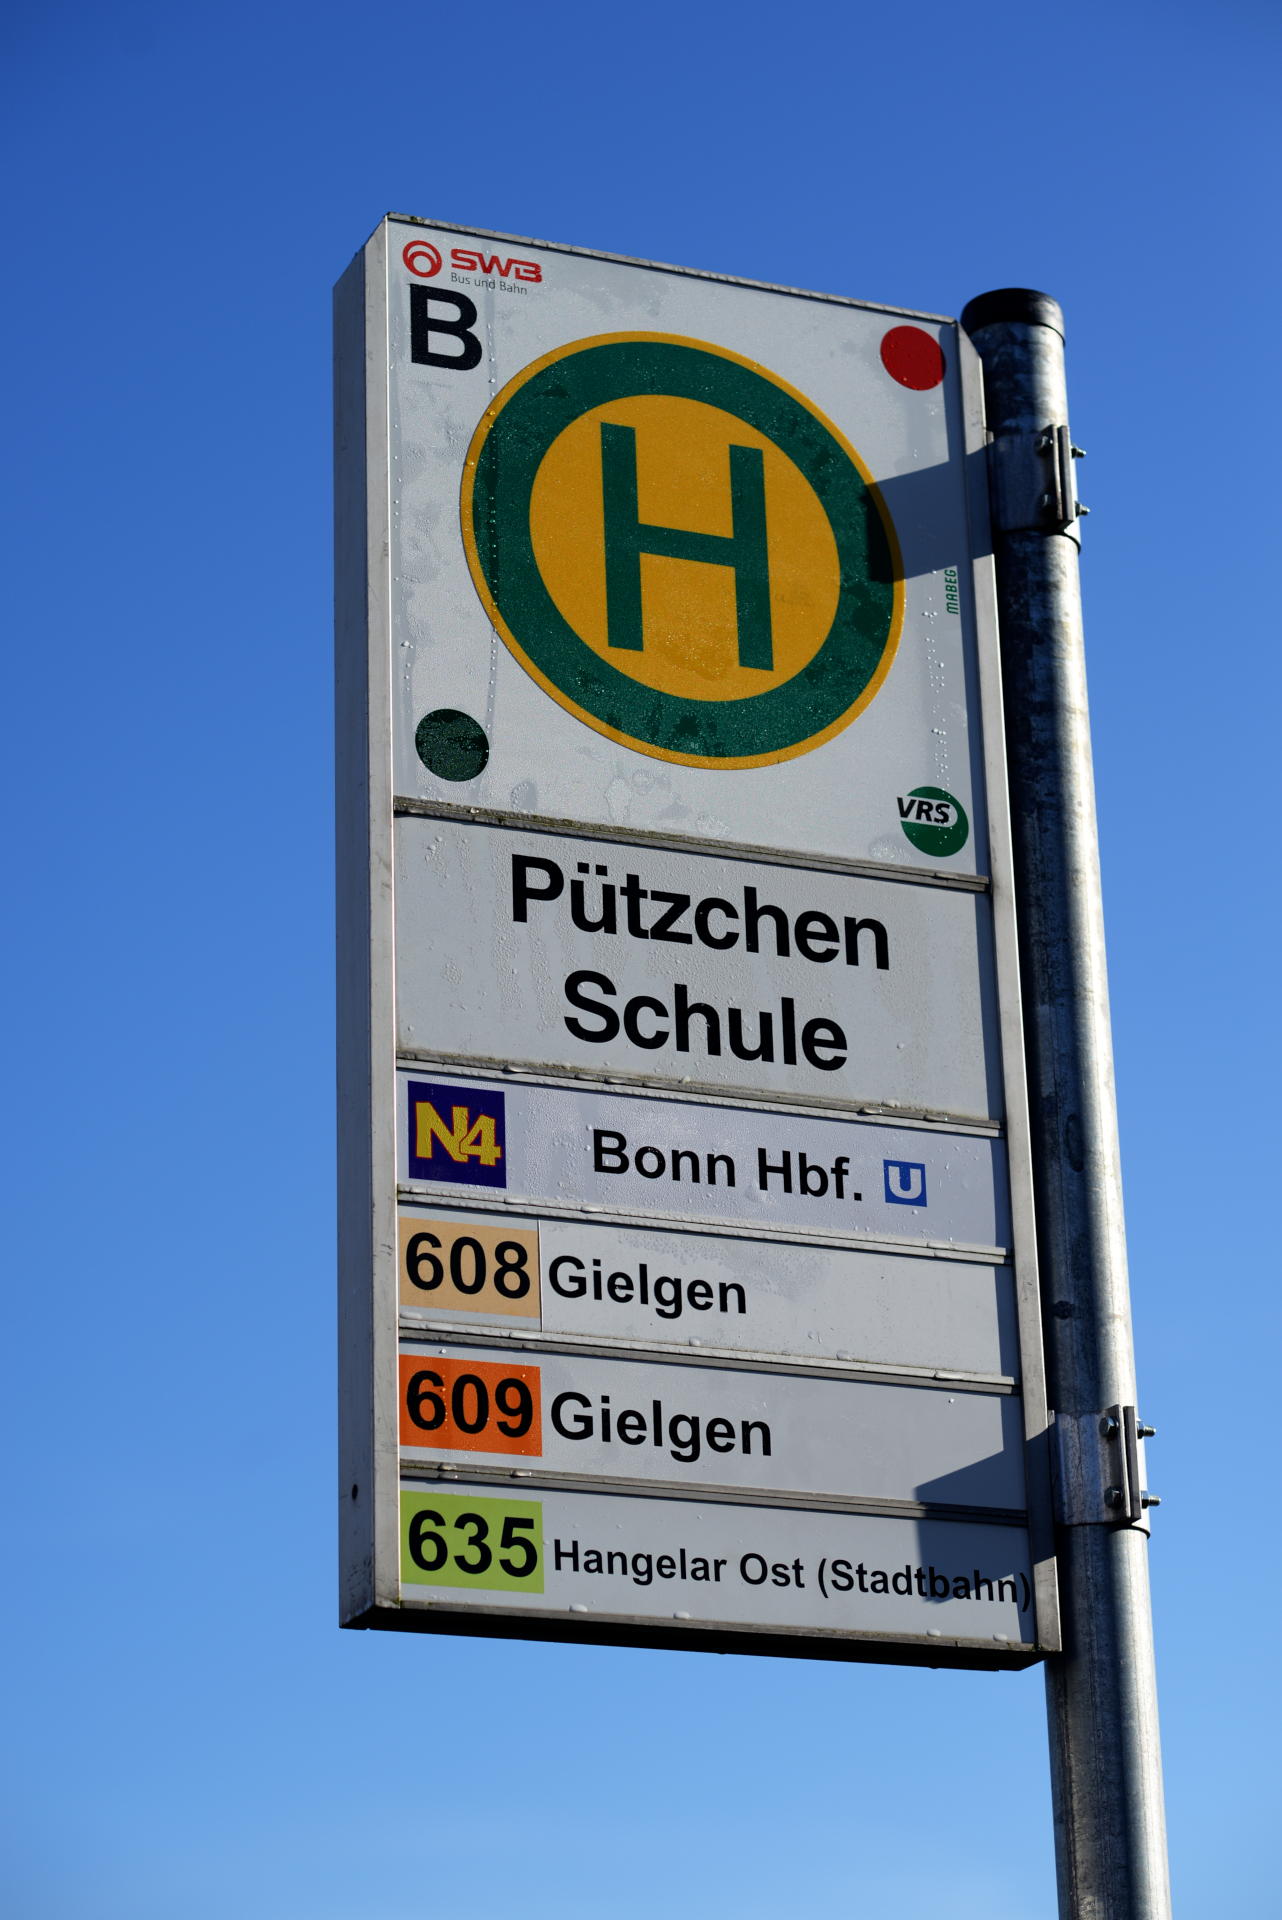 SWB
Bus und Bahn
B
H
MABEG
VRS
Pützchen
Schule
N4 Bonn Hbf. U
608 Gielgen
609 Gielgen
635 Hangelar Ost (Stadtbahn)